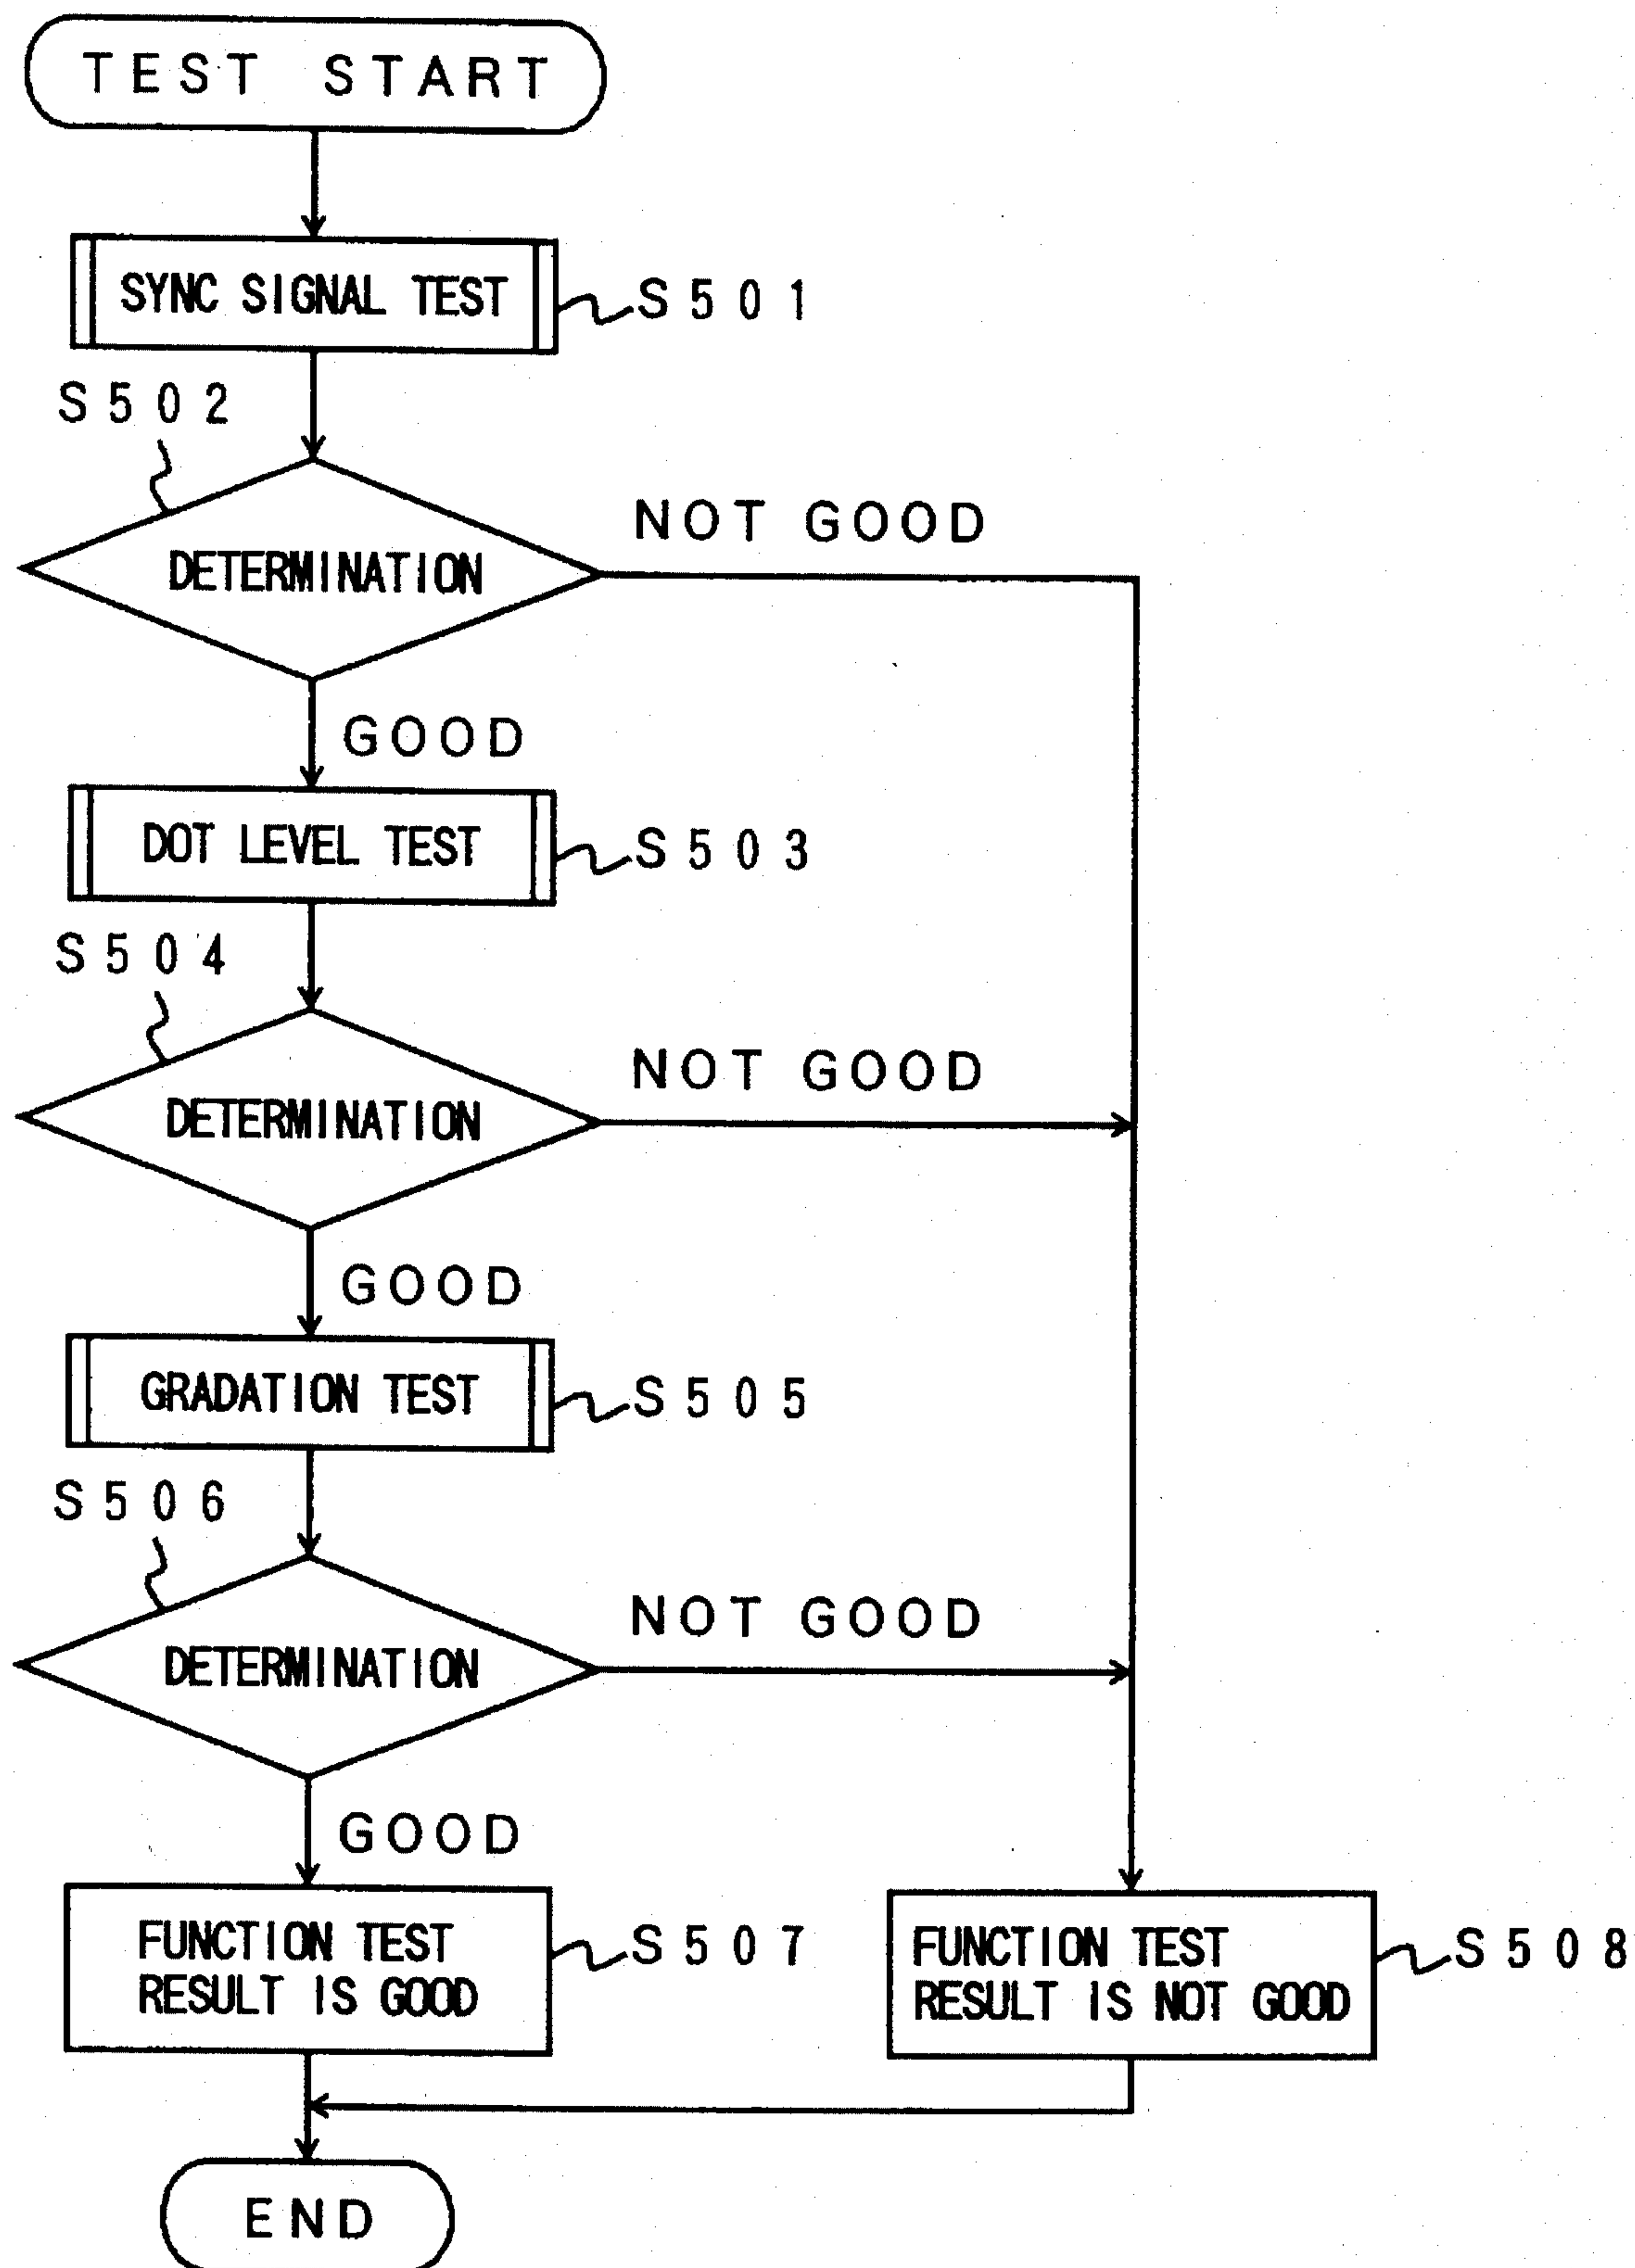 TEST START
SYNC SIGNAL TEST
S501
S502
NOT GOOD
DETERMINATION
GOOD
DOT LEVEL TEST
S503
S504
NOT GOOD
DETERMINATION
GOOD
GRADATION TEST
S505
S506
NOT GOOD
DETERMINATION
GOOD
FUNCTION TEST
RESULT IS GOOD
S507
FUNCTION TEST
RESULT IS NOT GOOD
S508
END